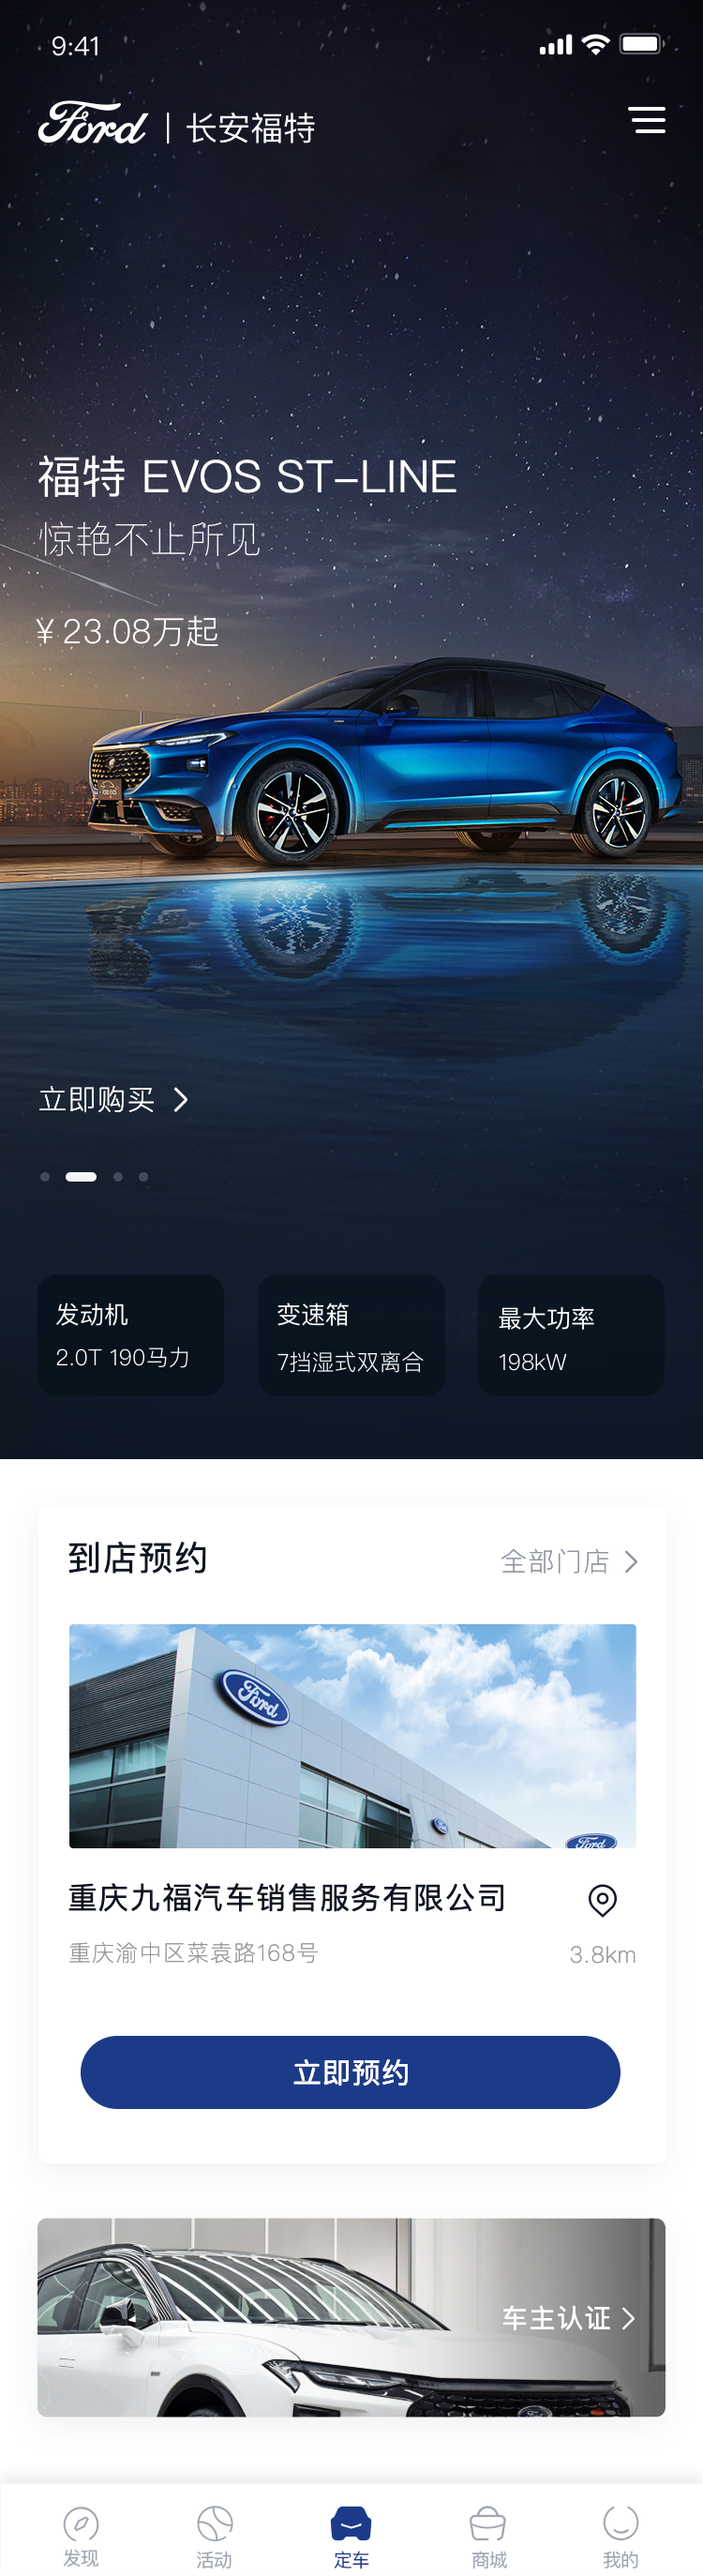 9:41
Ford | 长安福特
福特 EVOS ST-LINE
惊艳不止所见
¥ 23.08万起
立即购买
发动机
2.0T 190马力
变速箱
7挡湿式双离合
最大功率
198kW
到店预约
全部门店
Ford
Ford
重庆九福汽车销售服务有限公司
重庆渝中区菜袁路168号
3.8km
立即预约
车主认证
发现
活动
定车
商城
我的